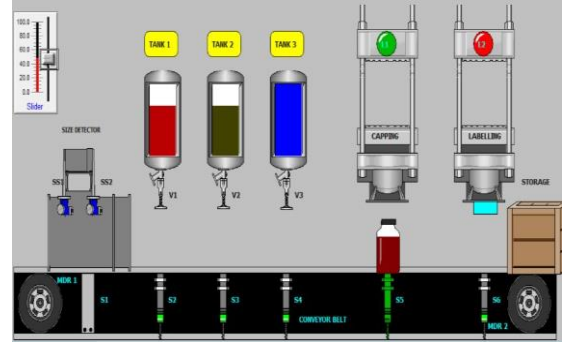 100.0
80.0
60.0
40.0
20.0
0.0
Slider
TANK 1
TANK 2
TANK 3
L1
L2
SIZE DETECTOR
CAPPING
LABELLING
SS1
SS2
V1
V2
V3
STORAGE
MDR 1
S1
S2
S3
S4
S5
S6
CONVEYOR BELT
MDR 2